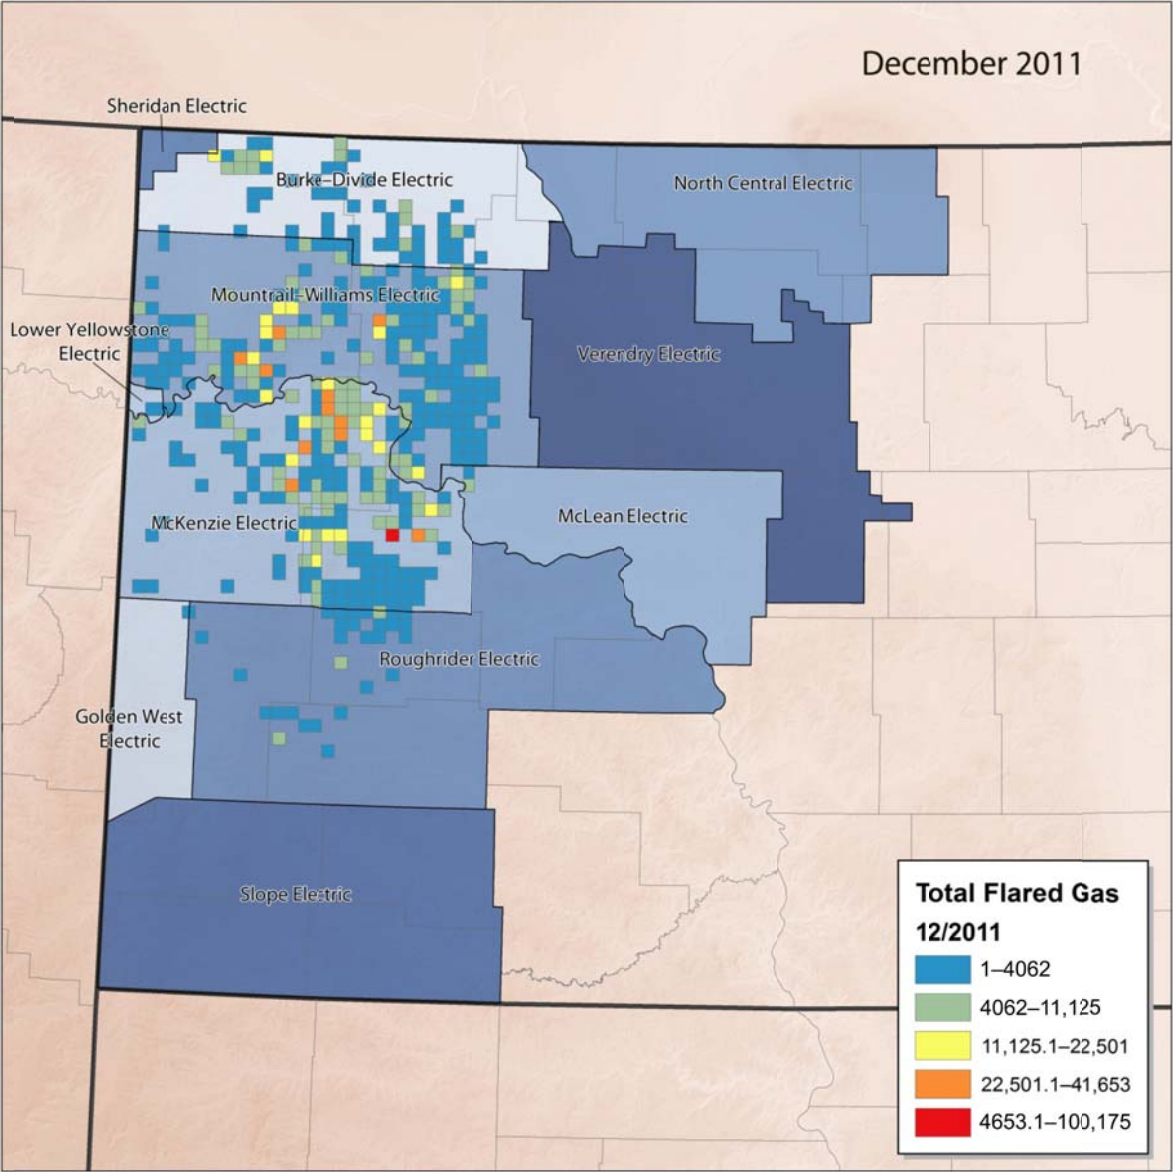 December 2011
Sheridan Electric
Burke–Divide Electric
North Central Electric
Mountrail–Williams Electric
Lower Yellowstone
Electric
Verendry Electric
McKenzie Electric
McLean Electric
Roughrider Electric
Golden West
Electric
Slope Electric
Total Flared Gas
12/2011
1–4062
4062–11,125
11,125.1–22,501
22,501.1–41,653
4653.1–100,175